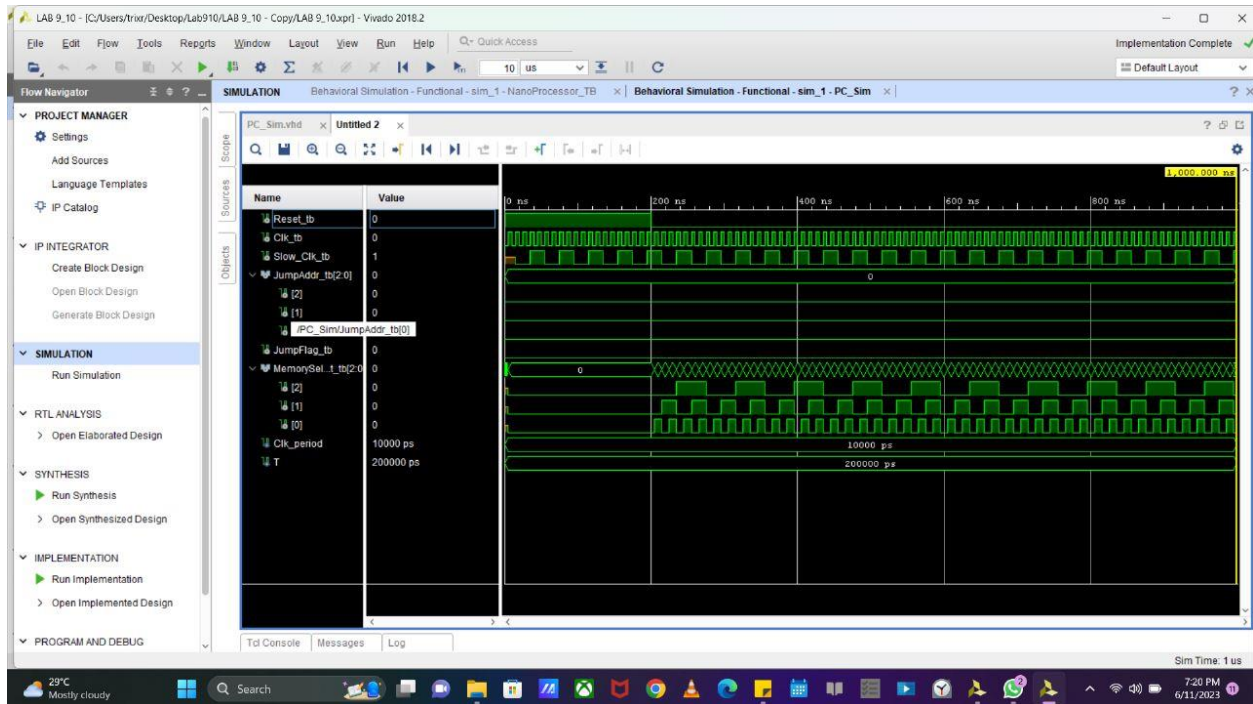 LAB 9_10 - [C:/Users/trixr/Desktop/Lab910/LAB 9_10 - Copy/LAB 9_10.xpr] - Vivado 2018.2
File Edit Flow Tools Reports Window Layout View Run Help Q- Quick Access
Implementation Complete
10 us
Default Layout
Flow Navigator
SIMULATION Behavioral Simulation - Functional - sim_1 - NanoProcessor_TB Behavioral Simulation - Functional - sim_1 - PC_Sim
PROJECT MANAGER
Settings
Add Sources
Language Templates
IP Catalog
IP INTEGRATOR
Create Block Design
Open Block Design
Generate Block Design
SIMULATION
Run Simulation
RTL ANALYSIS
Open Elaborated Design
SYNTHESIS
Run Synthesis
Open Synthesized Design
IMPLEMENTATION
Run Implementation
Open Implemented Design
PROGRAM AND DEBUG
Scope
Sources
Objects
PC_Sim.vhd Untitled 2
1,000.000 ns
Name Value 0 ns 200 ns 400 ns 600 ns 800 ns
Reset_tb 0
Clk_tb 0
Slow_Clk_tb 1
JumpAddr_tb[2:0] 0 0
[2] 0
[1] 0
/PC_Sim/JumpAddr_tb[0]
JumpFlag_tb 0
MemorySel...t_tb[2:0 0 0
[2] 0
[1] 0
[0] 0
Clk_period 10000 ps 10000 ps
T 200000 ps 200000 ps
Tcl Console Messages Log
Sim Time: 1 us
29°C
Mostly cloudy
Search
7:20 PM
6/11/2023